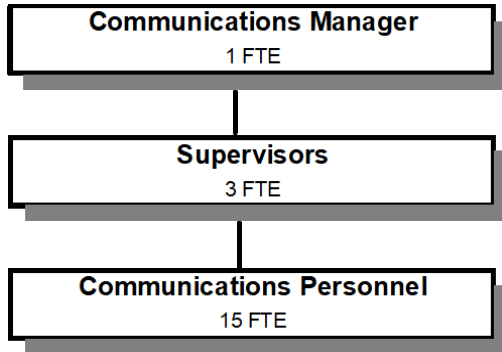 Communications Manager
1 FTE
Supervisors
3 FTE
Communications Personnel
15 FTE